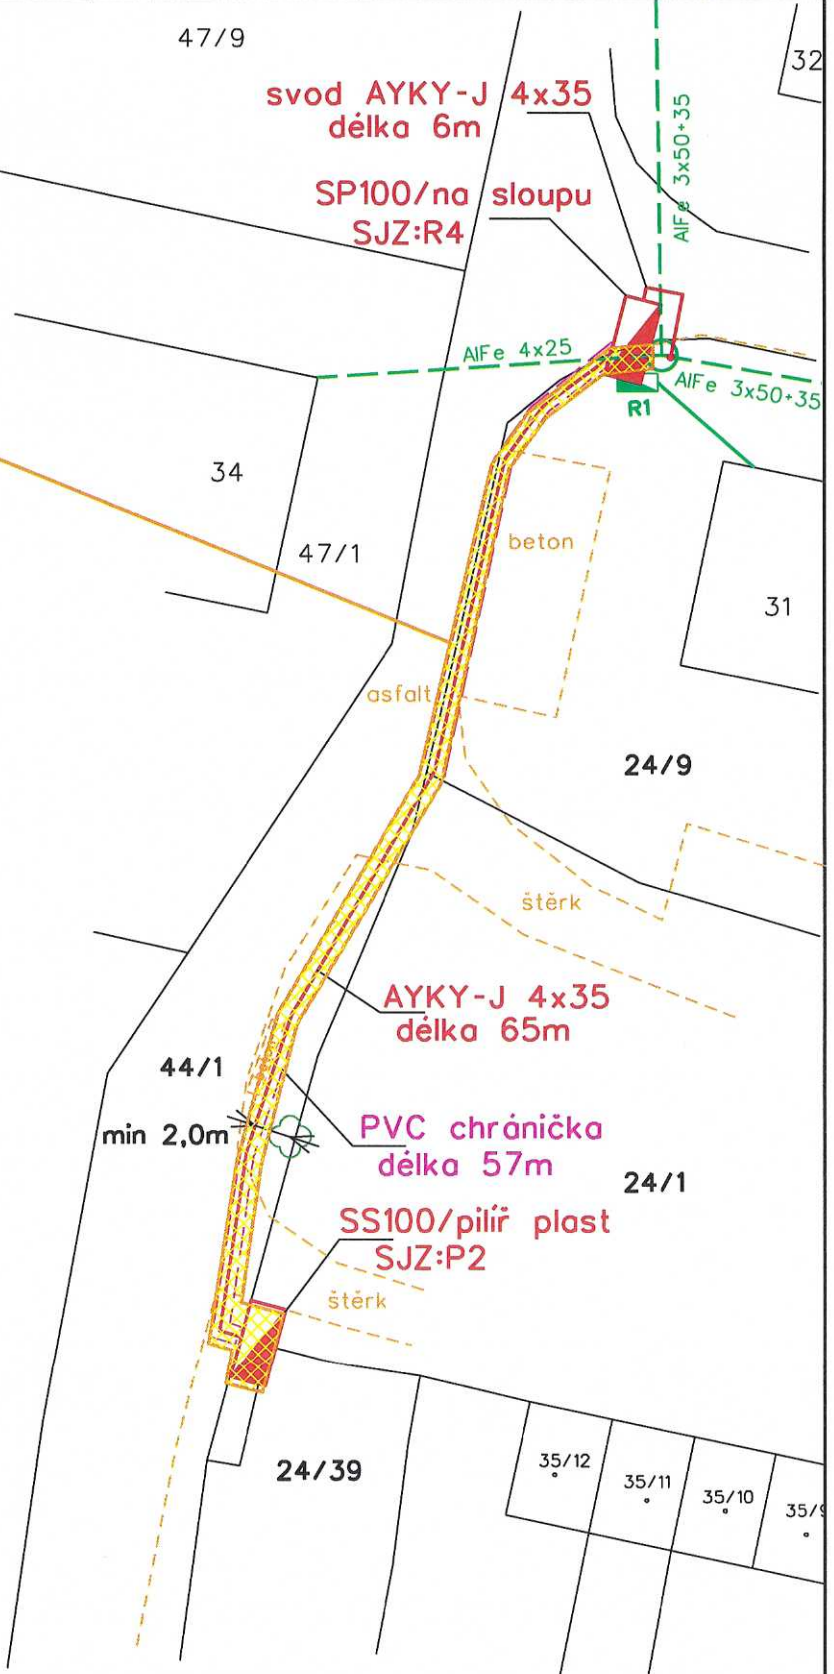 47/9
32
svod AYKY-J 4x35
délka 6m
AlFe 3x50+35
SP100/na sloupu
SJZ:R4
AlFe 4x25
AlFe 3x50+35
R1
34
47/1
beton
31
asfalt
24/9
štěrk
AYKY-J 4x35
délka 65m
44/1
min 2,0m
PVC chránička
délka 57m
24/1
SS100/pilíř plast
SJZ:P2
štěrk
24/39
35/12
35/11
35/10
35/9